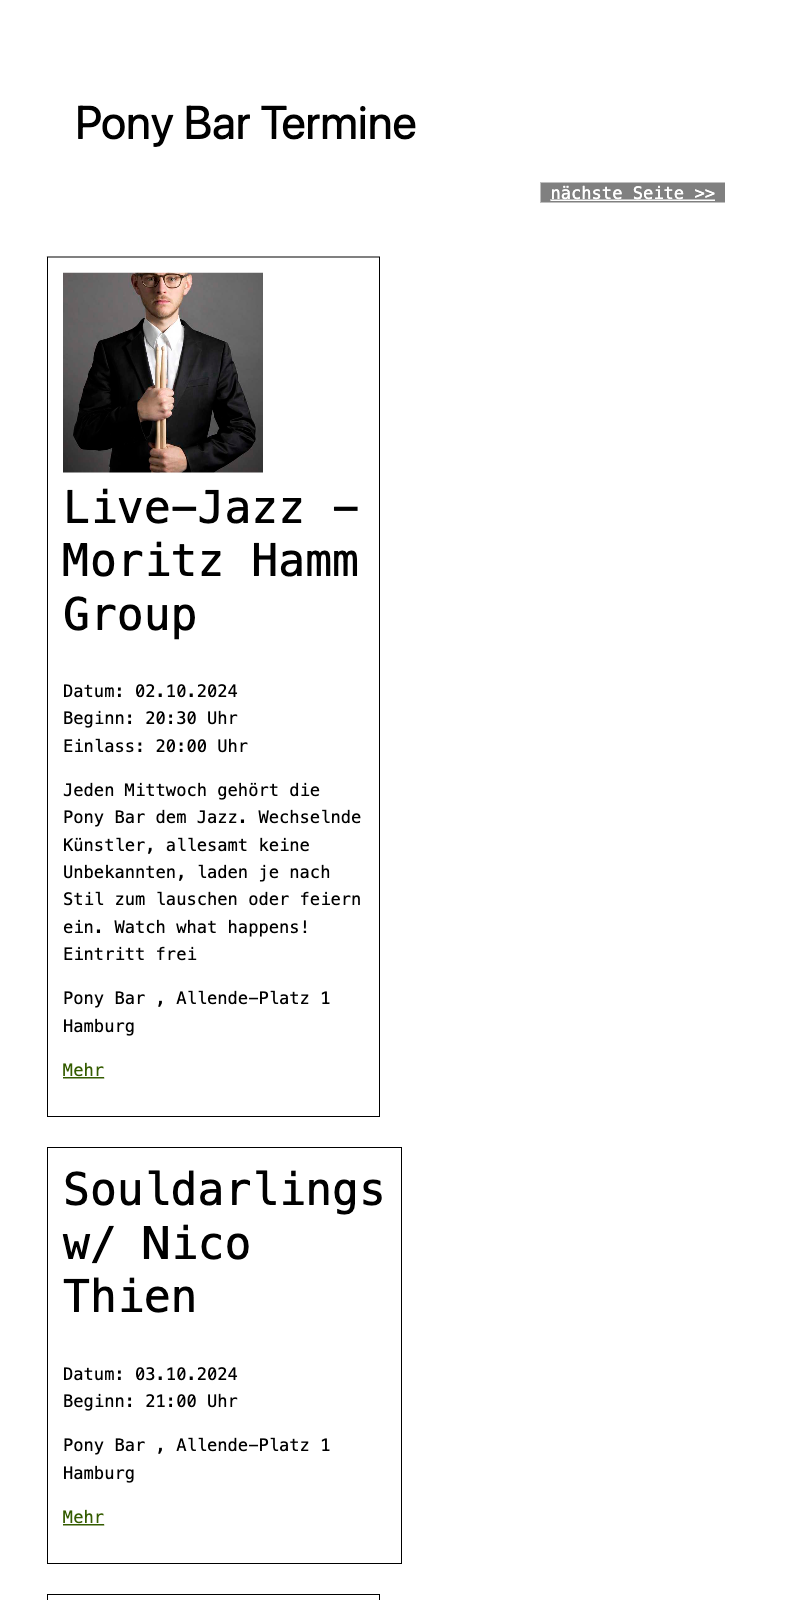 Pony Bar Termine
nächste Seite >>
Live-Jazz -
Moritz Hamm
Group
Datum: 02.10.2024
Beginn: 20:30 Uhr
Einlass: 20:00 Uhr
Jeden Mittwoch gehört die
Pony Bar dem Jazz. Wechselnde
Künstler, allesamt keine
Unbekannten, laden je nach
Stil zum lauschen oder feiern
ein. Watch what happens!
Eintritt frei
Pony Bar , Allende-Platz 1
Hamburg
Mehr
Souldarlings
w/ Nico
Thien
Datum: 03.10.2024
Beginn: 21:00 Uhr
Pony Bar , Allende-Platz 1
Hamburg
Mehr